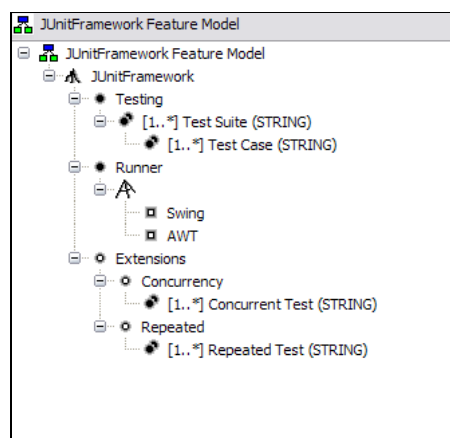 JUnitFramework Feature Model
JUnitFramework Feature Model
JUnitFramework
Testing
[1..*] Test Suite (STRING)
[1..*] Test Case (STRING)
Runner
Swing
AWT
Extensions
Concurrency
[1..*] Concurrent Test (STRING)
Repeated
[1..*] Repeated Test (STRING)